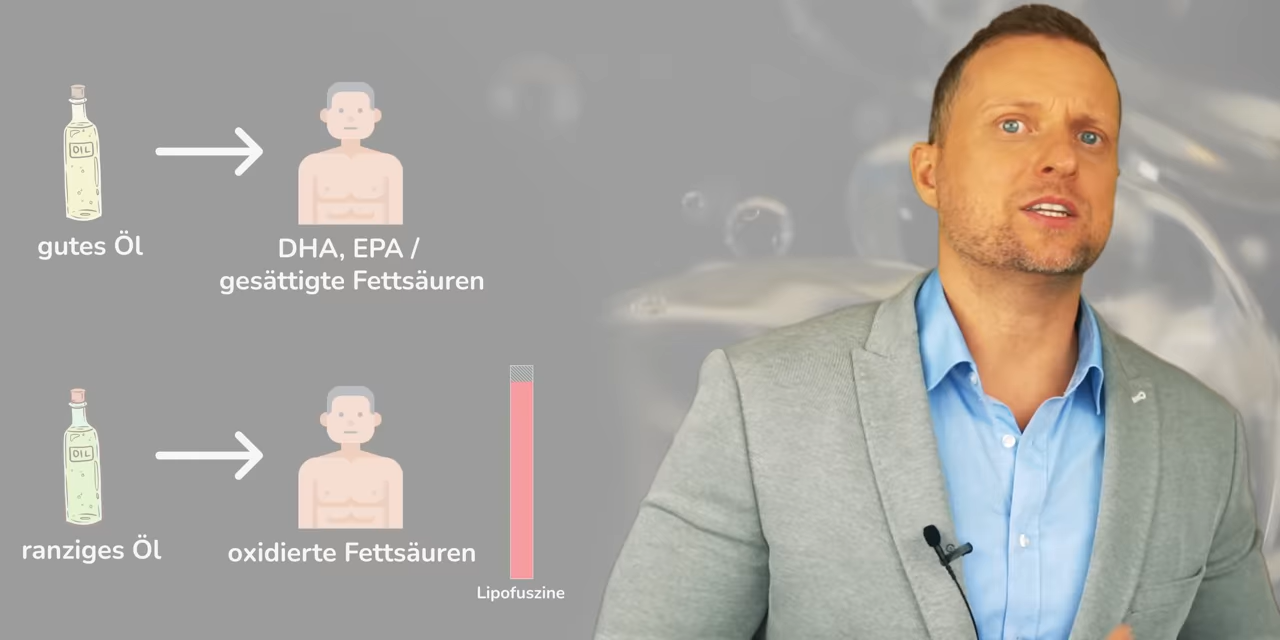 OIL
gutes Öl
DHA, EPA /
gesättigte Fettsäuren
OIL
ranziges Öl
oxidierte Fettsäuren
Lipofuszine